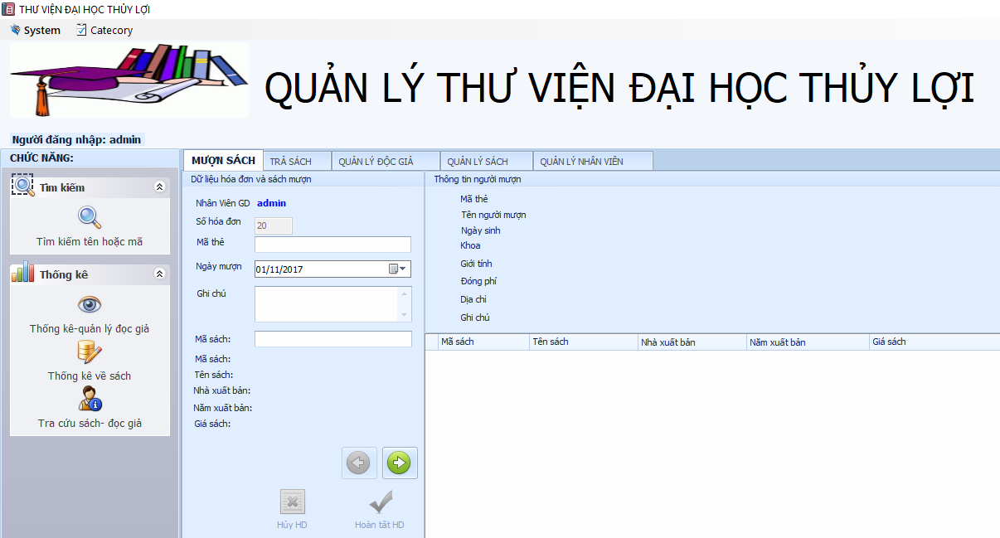 THƯ VIỆN ĐẠI HỌC THỦY LỢI
System Catecory
QUẢN LÝ THƯ VIỆN ĐẠI HỌC THỦY LỢI
Người đăng nhập: admin
CHỨC NĂNG:
Tìm kiếm
Tìm kiếm tên hoặc mã
Thống kê
Thống kê-quản lý đọc giả
Thống kê về sách
Tra cứu sách- đọc giả
MƯỢN SÁCH TRẢ SÁCH QUẢN LÝ ĐỘC GIẢ QUẢN LÝ SÁCH QUẢN LÝ NHÂN VIÊN
Dữ liệu hóa đơn và sách mượn
Nhân Viên GD admin
Số hóa đơn 20
Mã thẻ
Ngày mượn 01/11/2017
Ghi chú
Mã sách:
Mã sách:
Tên sách:
Nhà xuất bản:
Năm xuất bản:
Giá sách:
Hủy HD Hoàn tất HD
Thông tin người mượn
Mã thẻ
Tên người mượn
Ngày sinh
Khoa
Giới tính
Đóng phí
Dịa chỉ
Ghi chú
Mã sách Tên sách Nhà xuất bản Năm xuất bản Giá sách